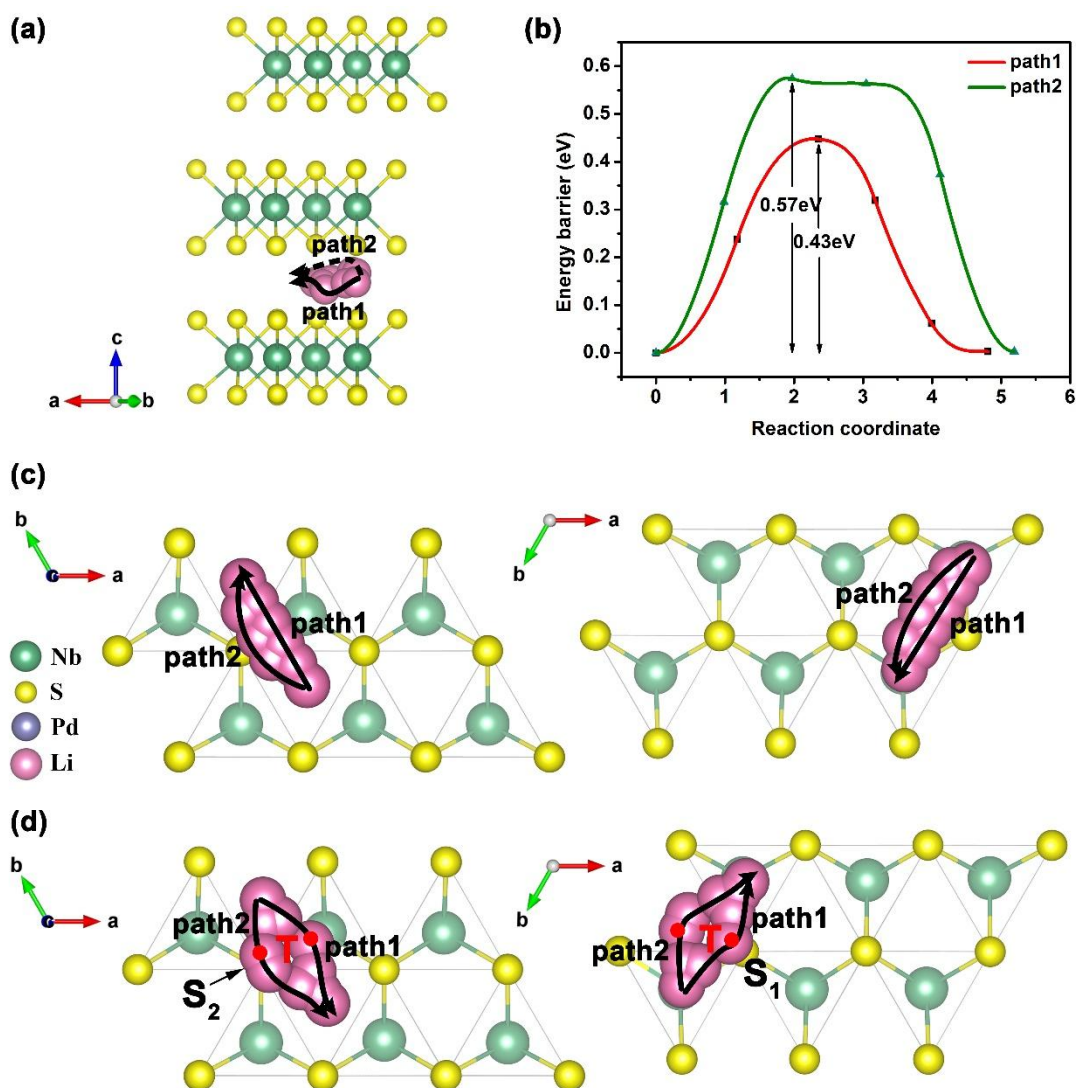 (a)
path2
path1
c
a
b
(b)
path1
path2
0.6
0.5
0.4
0.3
0.2
0.1
0.0
Energy barrier (eV)
0.57eV
0.43eV
0
1
2
3
4
5
6
Reaction coordinate
(c)
b
a
path1
path2
a
b
path2
path1
Nb
S
Pd
Li
(d)
b
a
path2
T
path1
S2
a
b
path2
T
path1
S1